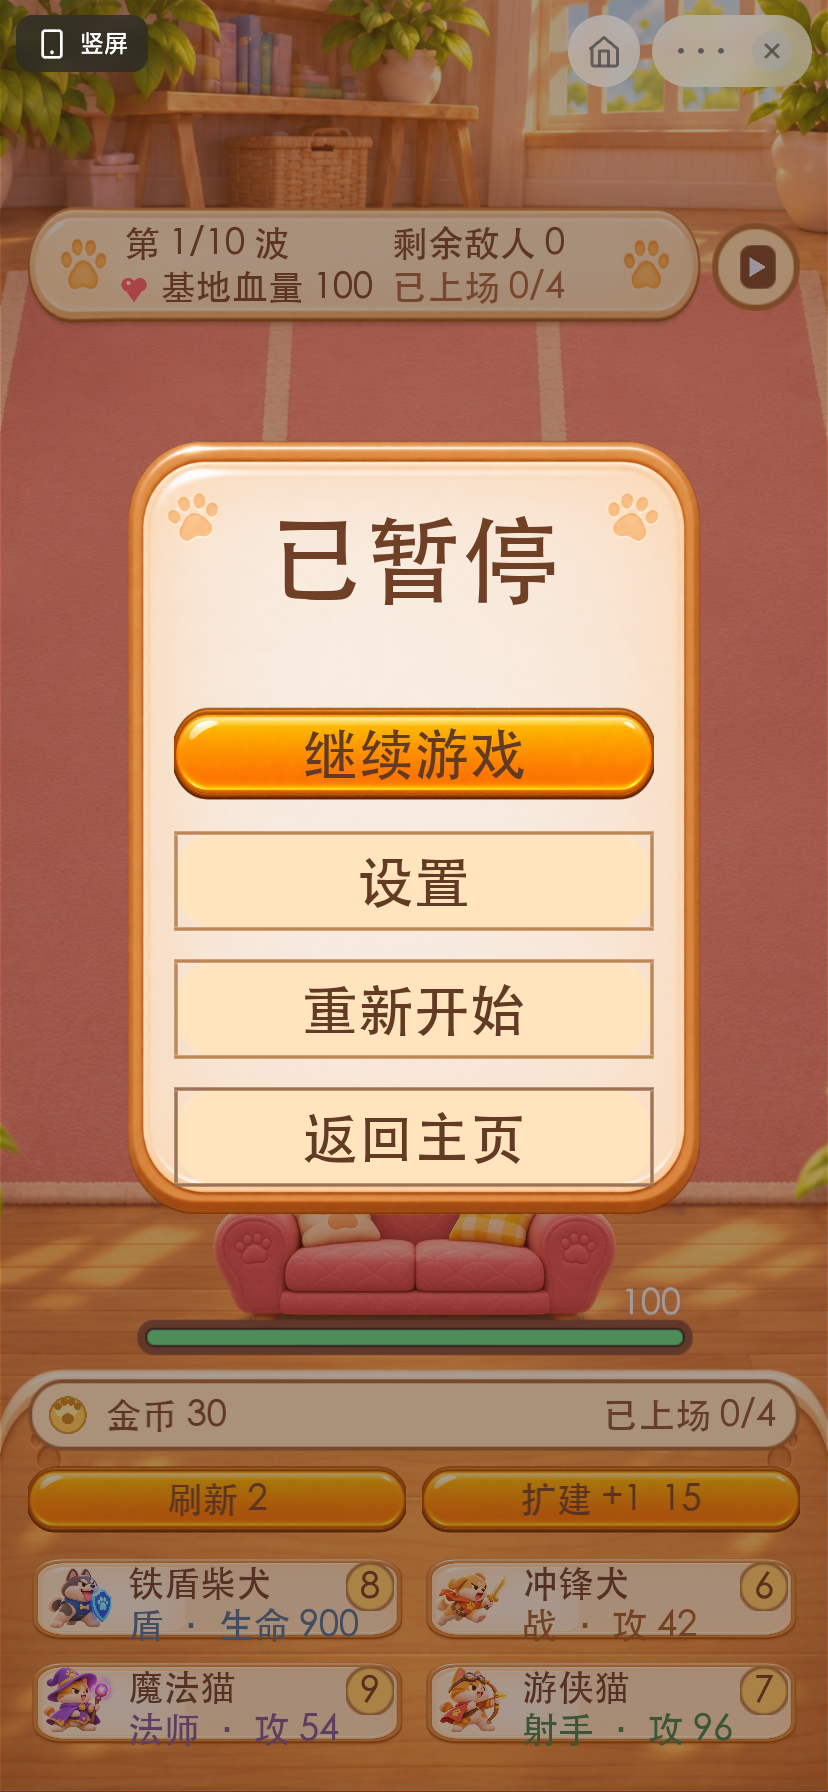 竖屏
第 1/10 波 剩余敌人 0
基地血量 100 已上场 0/4
已暂停
继续游戏
设置
重新开始
返回主页
100
金币 30 已上场 0/4
刷新 2 扩建 +1 15
铁盾柴犬 8 冲锋犬 6
盾 · 生命 900 战 · 攻 42
魔法猫 9 游侠猫 7
法师 · 攻 54 射手 · 攻 96